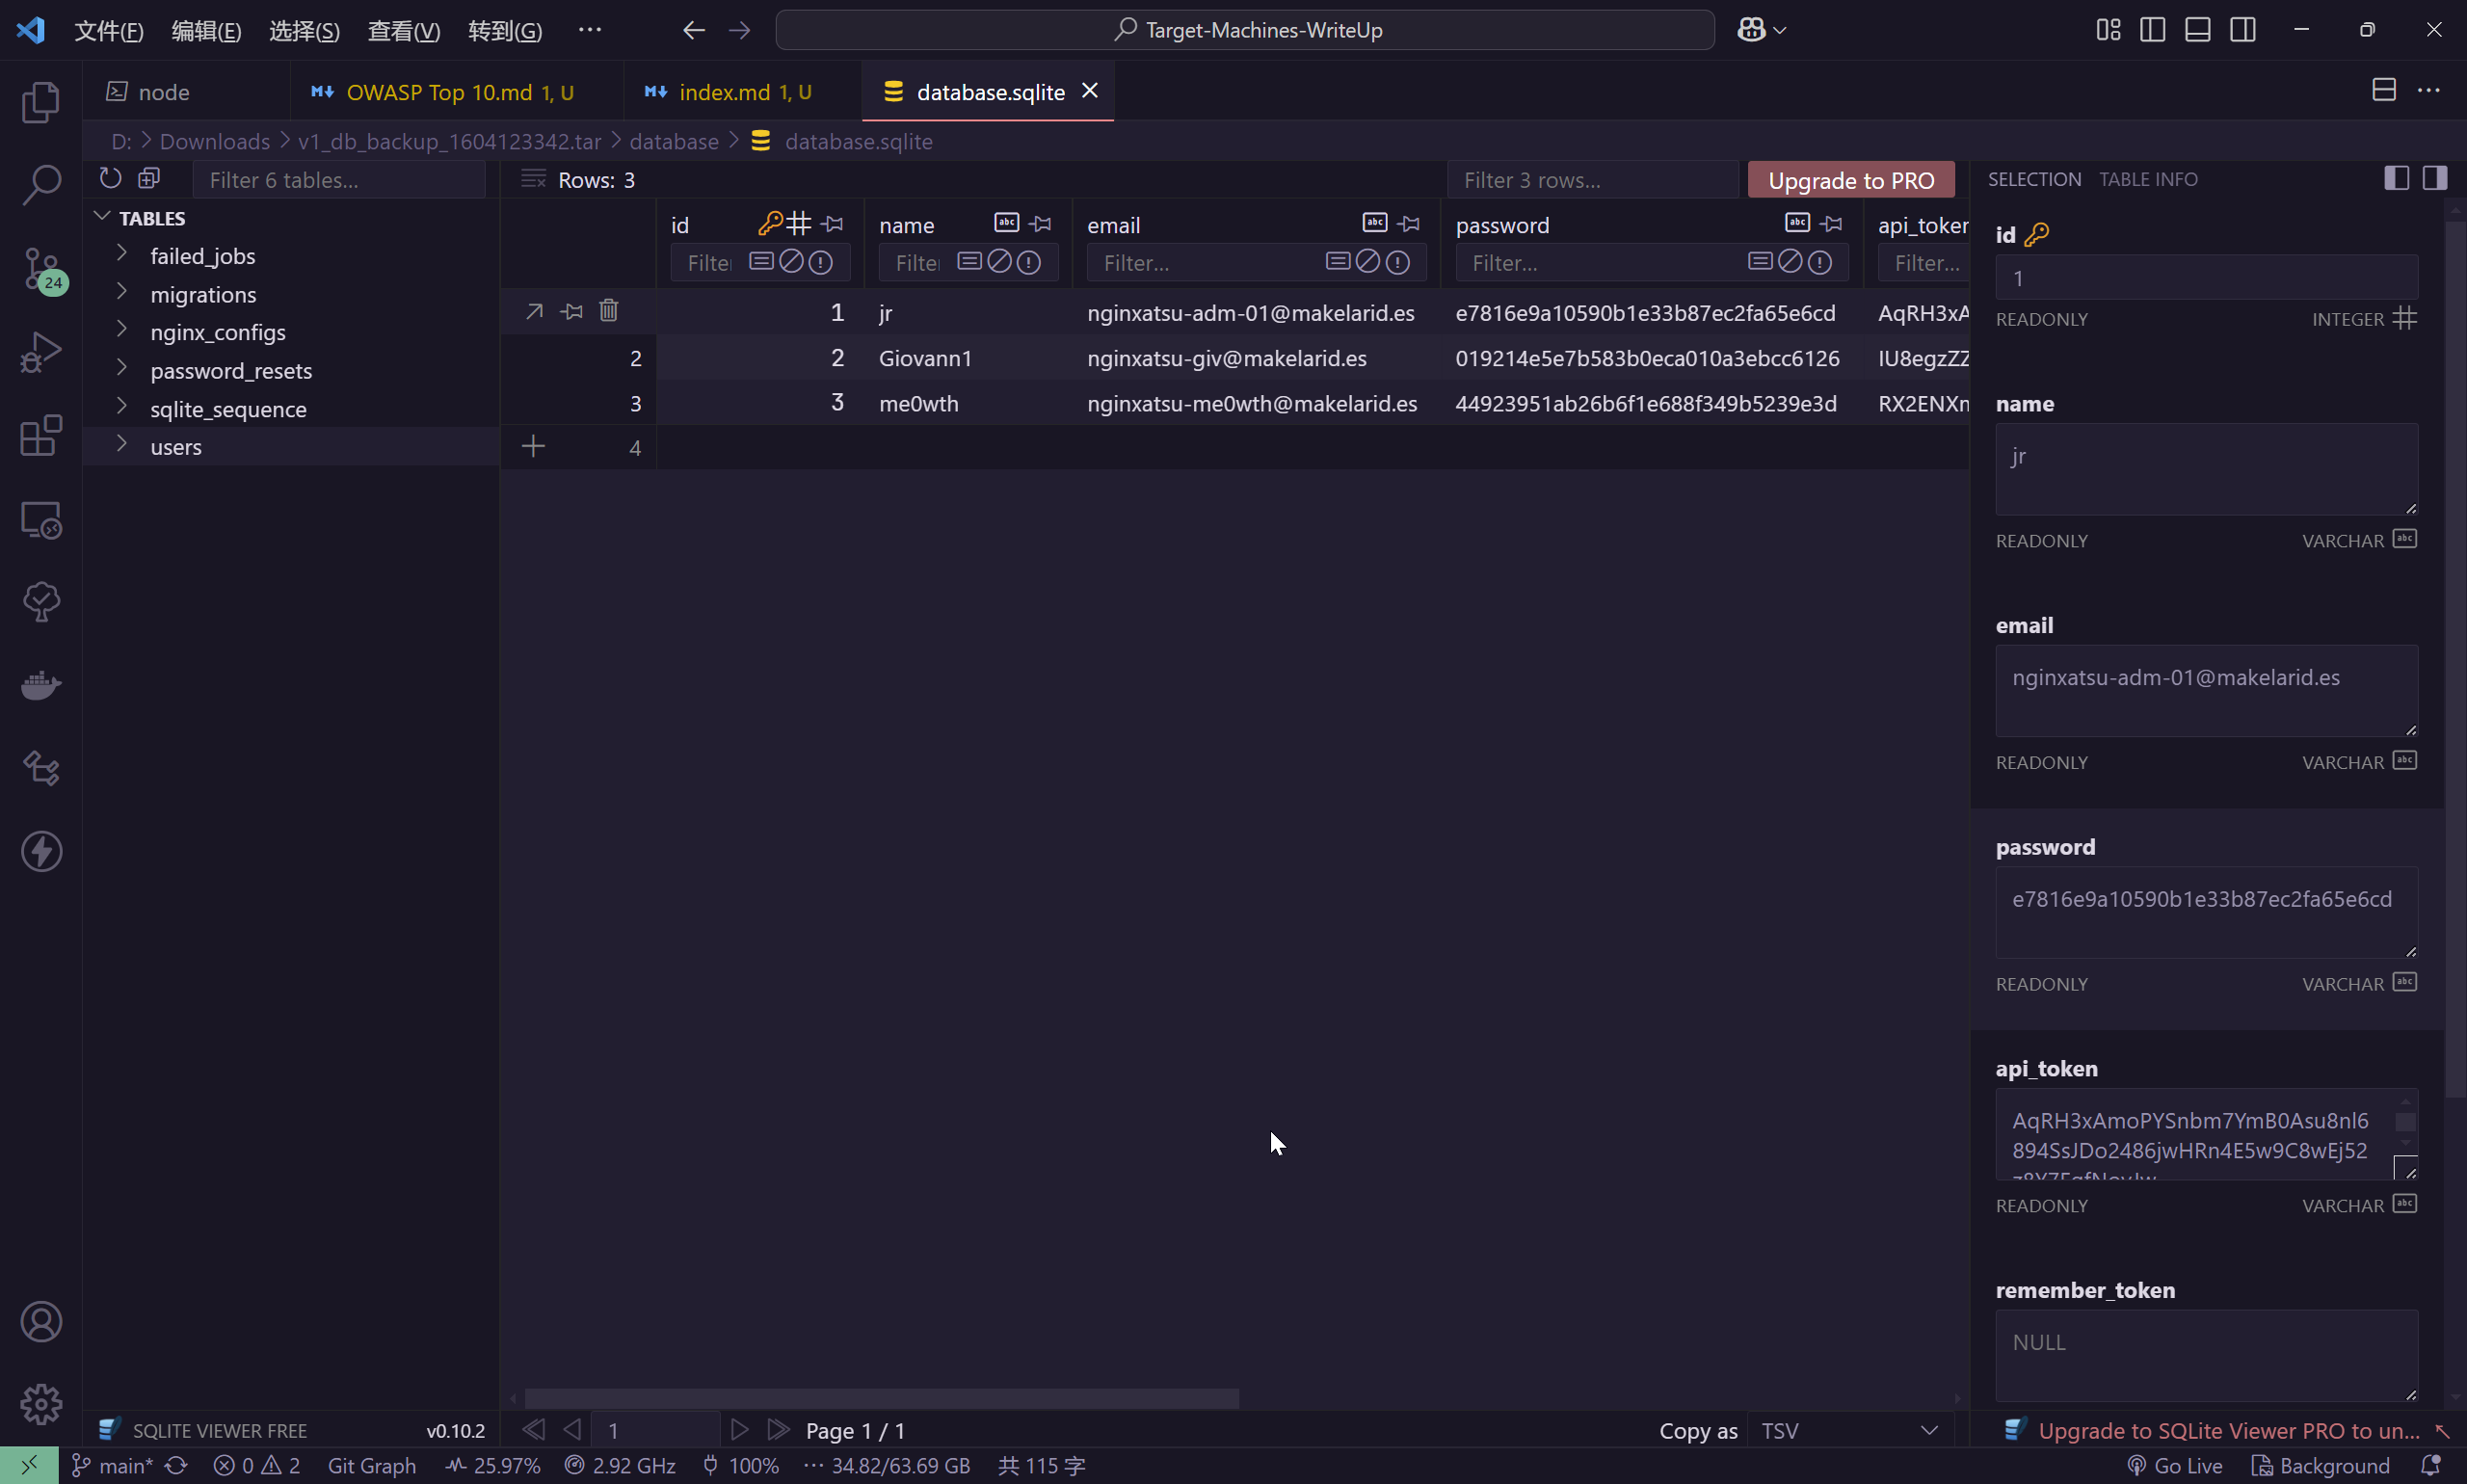 文件(F) 编辑(E) 选择(S) 查看(V) 转到(G) ··· Target-Machines-WriteUp
node OWASP Top 10.md 1, U index.md 1, U database.sqlite
D: > Downloads > v1_db_backup_1604123342.tar > database > database.sqlite
Filter 6 tables... Rows: 3 Filter 3 rows... Upgrade to PRO SELECTION TABLE INFO
TABLES
failed_jobs
migrations
nginx_configs
password_resets
sqlite_sequence
users
id name email password api_token
Filter Filter Filter... Filter... Filter...
1 jr nginxatsu-adm-01@makelarid.es e7816e9a10590b1e33b87ec2fa65e6cd AqRH3xA
2 2 Giovann1 nginxatsu-giv@makelarid.es 019214e5e7b583b0eca010a3ebcc6126 IU8egzZZ
3 3 me0wth nginxatsu-me0wth@makelarid.es 44923951ab26b6f1e688f349b5239e3d RX2ENXr
4
id
1
READONLY INTEGER
name
jr
READONLY VARCHAR
email
nginxatsu-adm-01@makelarid.es
READONLY VARCHAR
password
e7816e9a10590b1e33b87ec2fa65e6cd
READONLY VARCHAR
api_token
AqRH3xAmoPYSnbm7YmB0Asu8nl6
894SsJDo2486jwHRn4E5w9C8wEj52
READONLY VARCHAR
remember_token
NULL
24
SQLITE VIEWER FREE v0.10.2 1 Page 1 / 1 Copy as TSV Upgrade to SQLite Viewer PRO to un...
main* 0 2 Git Graph 25.97% 2.92 GHz 100% ··· 34.82/63.69 GB 共 115 字 Go Live Background